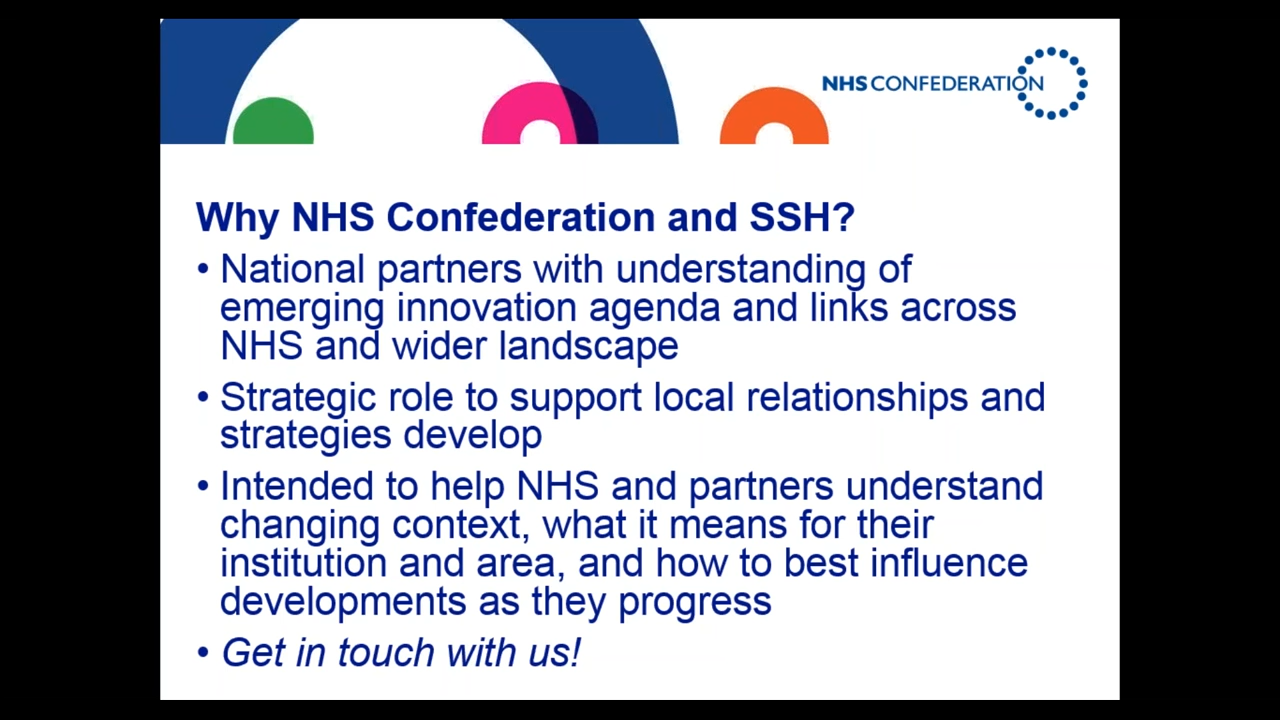 NHS CONFEDERATION
Why NHS Confederation and SSH?
• National partners with understanding of
emerging innovation agenda and links across
NHS and wider landscape
• Strategic role to support local relationships and
strategies develop
• Intended to help NHS and partners understand
changing context, what it means for their
institution and area, and how to best influence
developments as they progress
• Get in touch with us!